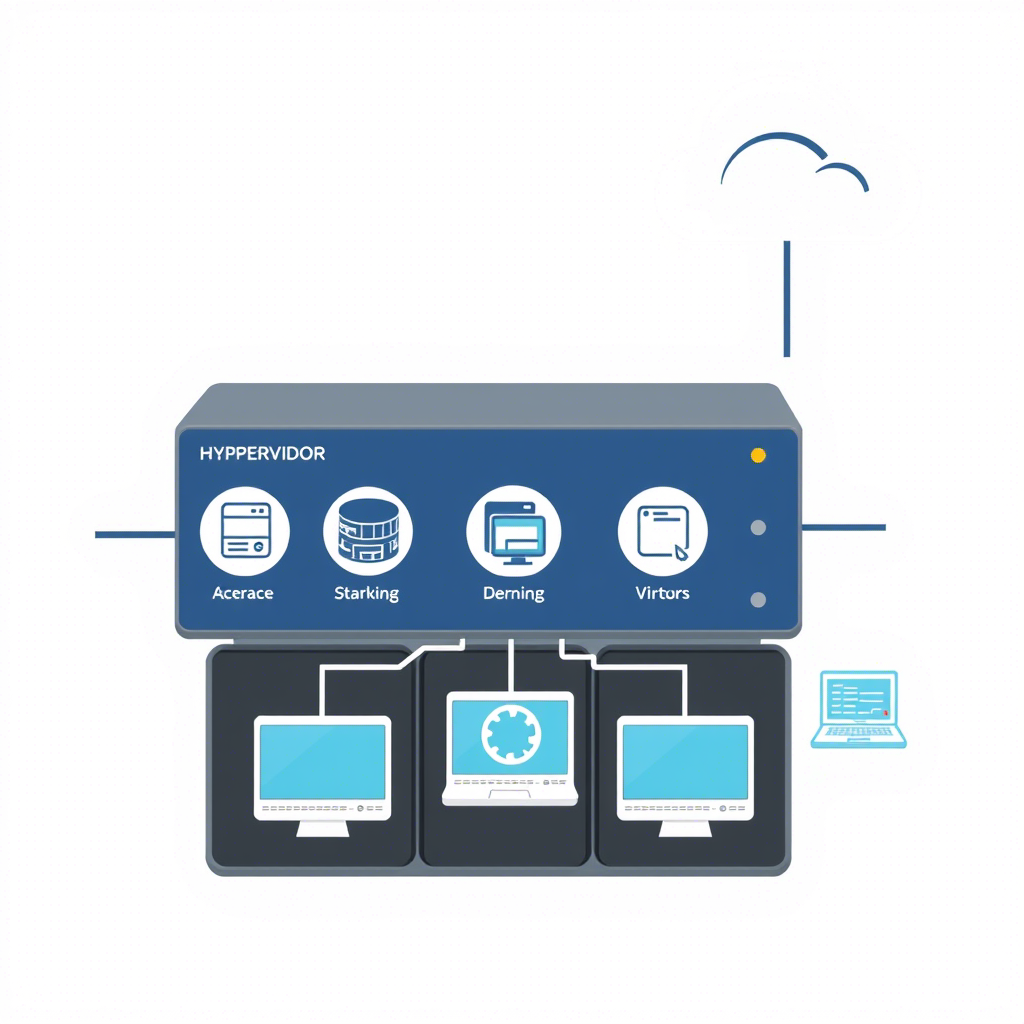 HYPPERVIDOR
Acerace
Starking
Derning
Virtors